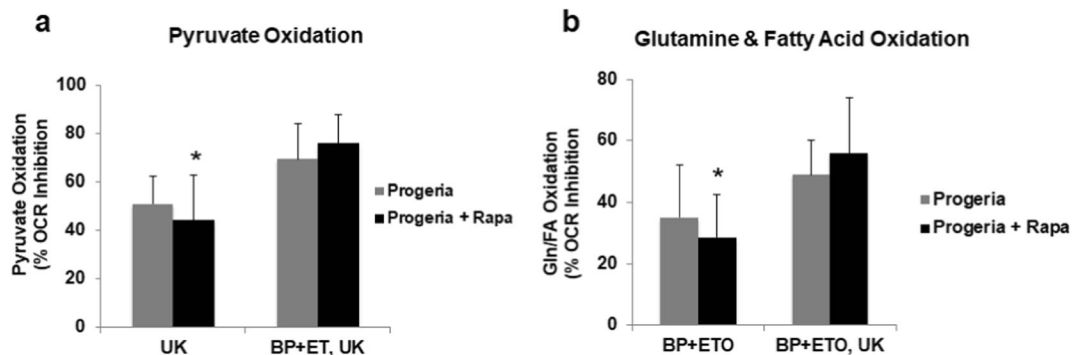 a
Pyruvate Oxidation
Pyruvate Oxidation
(% OCR Inhibition
100
80
60
40
20
0
*
UK
BP+ET, UK
Progeria
Progeria + Rapa
b
Glutamine & Fatty Acid Oxidation
Gln/FA Oxidation
(% OCR Inhibition
80
60
40
20
0
*
BP+ETO
BP+ETO, UK
Progeria
Progeria + Rapa